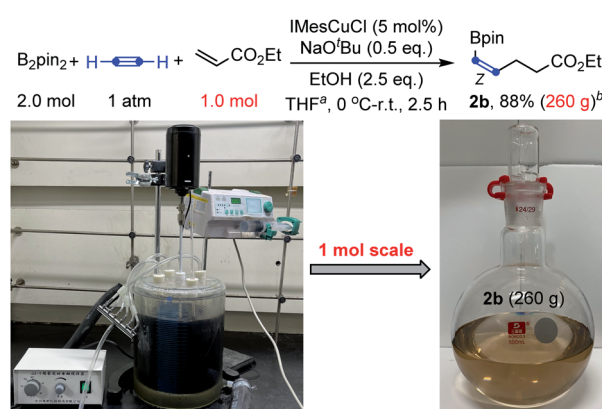 IMesCuCl (5 mol%)
NaOᵗBu (0.5 eq.)
EtOH (2.5 eq.)
THFᵃ, 0 °C-r.t., 2.5 h
B₂pin₂ + H H + CO₂Et
2.0 mol 1 atm 1.0 mol
Bpin
CO₂Et
Z
2b, 88% (260 g)ᵇ
1 mol scale
24/29
2b (260 g)